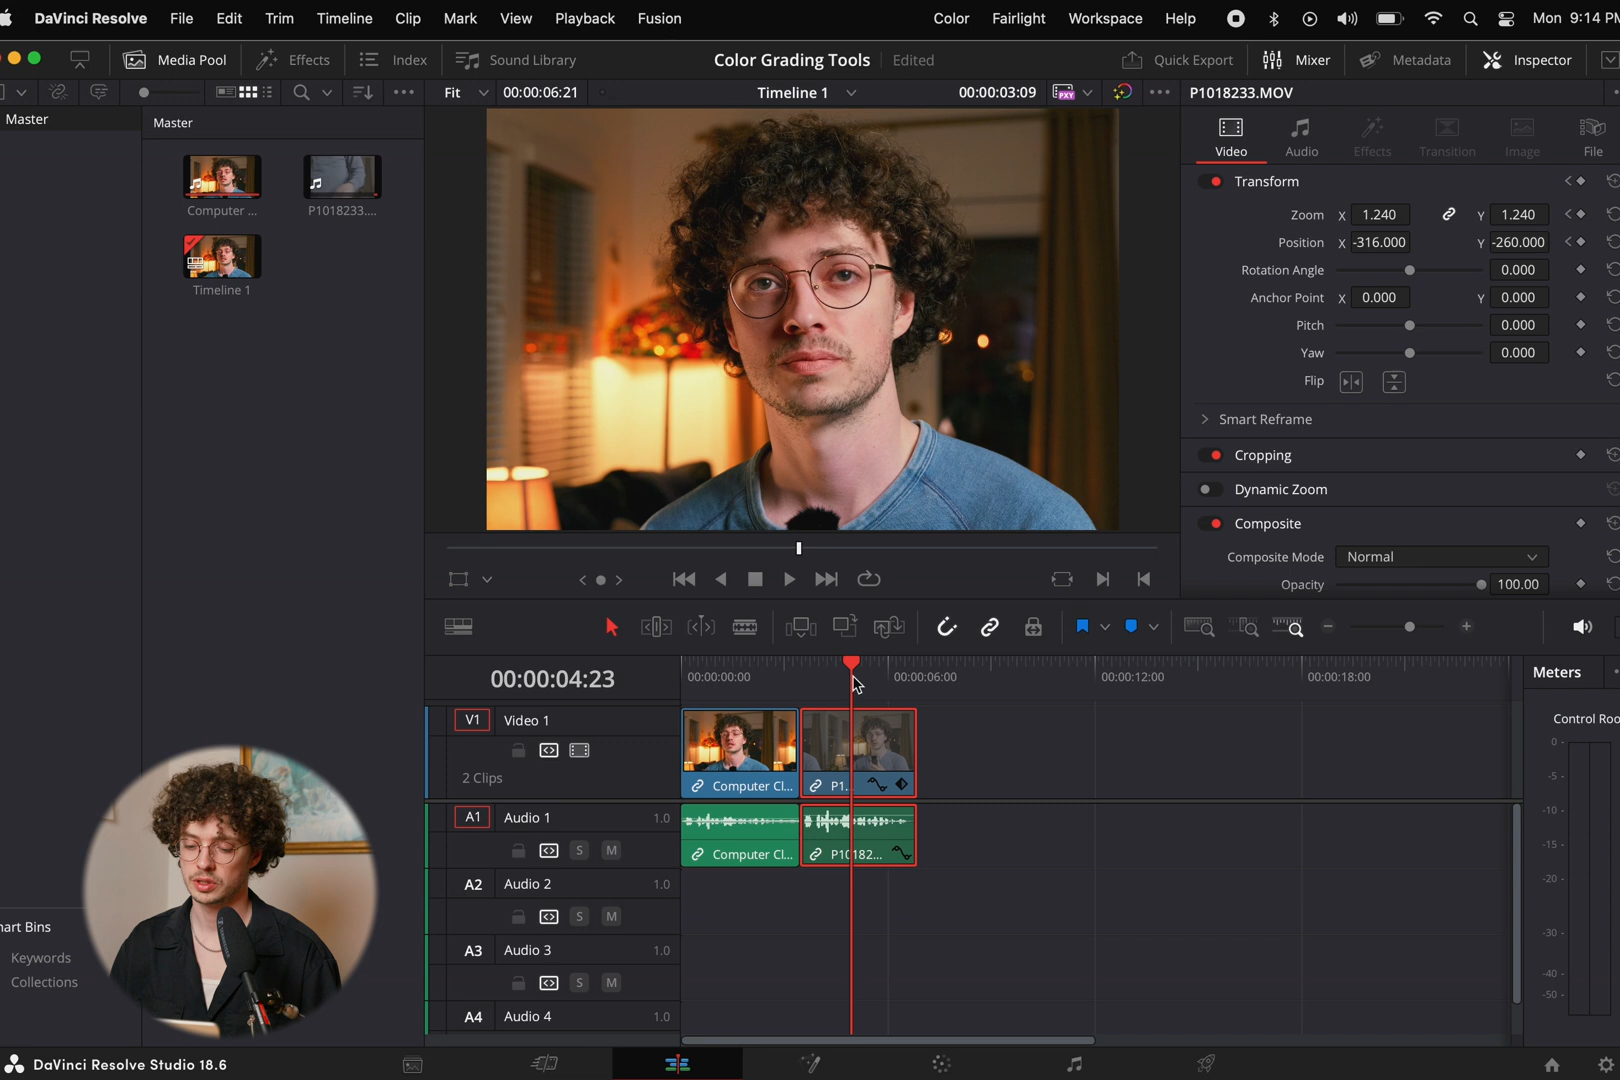 DaVinci Resolve File Edit Trim Timeline Clip Mark View Playback Fusion Color Fairlight Workspace Help Mon 9:14 PM
Media Pool Effects Index Sound Library Color Grading Tools Edited Quick Export Mixer Metadata Inspector
Fit 00:00:06:21 Timeline 1 00:00:03:09 PXY P1018233.MOV
Master
Master
Computer ...
P1018233....
Timeline 1
Video Audio Effects Transition Image File
Transform
Zoom X 1.240 Y 1.240
Position X -316.000 Y -260.000
Rotation Angle 0.000
Anchor Point X 0.000 Y 0.000
Pitch 0.000
Yaw 0.000
Flip
Smart Reframe
Cropping
Dynamic Zoom
Composite
Composite Mode Normal
Opacity 100.00
00:00:04:23
00:00:00:00 00:00:06:00 00:00:12:00 00:00:18:00
V1 Video 1
2 Clips
Computer Cl... P1...
A1 Audio 1 1.0
S M
Computer Cl... P10182...
A2 Audio 2 1.0
S M
A3 Audio 3 1.0
S M
A4 Audio 4 1.0
Meters
Control Roo
0 -
-5 -
-10 -
-15 -
-20 -
-30 -
-40 -
-50 -
mart Bins
Keywords
Collections
DaVinci Resolve Studio 18.6